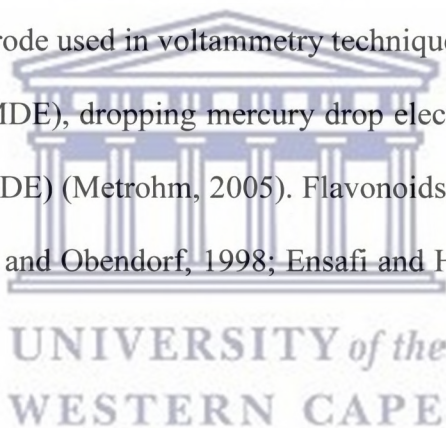 rode used in voltammetry technique
MDE), dropping mercury drop elec
DE) (Metrohm, 2005). Flavonoids
and Obendorf, 1998; Ensafi and H
UNIVERSITY of the
WESTERN CAPE